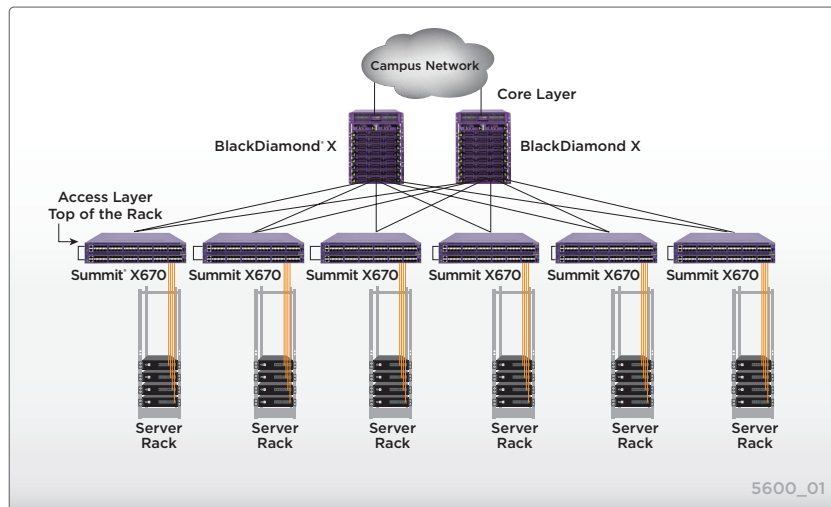 Campus Network
Core Layer
BlackDiamond® X
BlackDiamond X
Access Layer
Top of the Rack
Summit® X670
Summit X670
Summit X670
Summit X670
Summit X670
Summit X670
Server
Rack
Server
Rack
Server
Rack
Server
Rack
Server
Rack
Server
Rack
5600_01